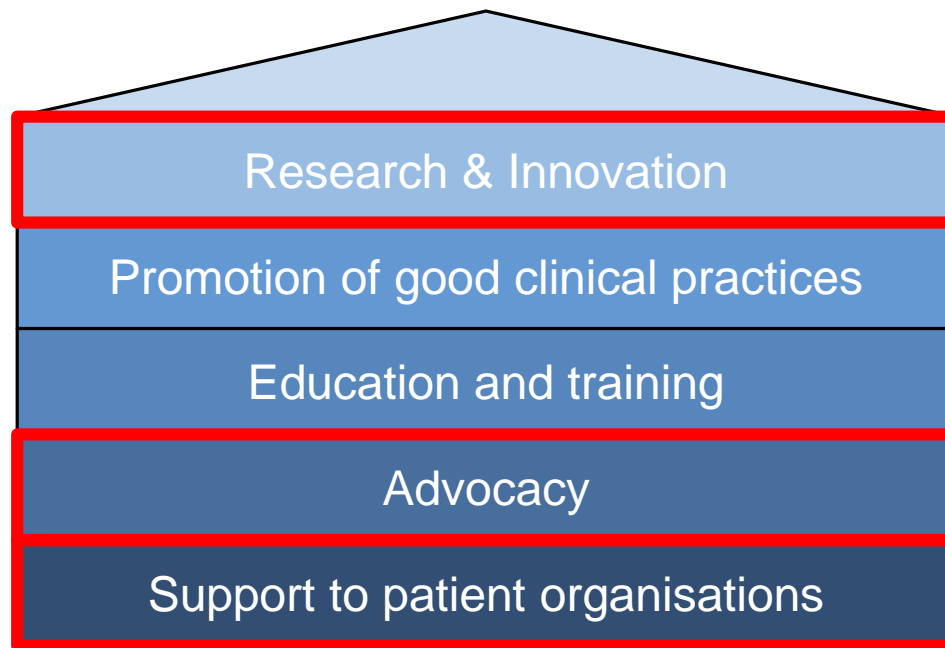 Research & Innovation
Promotion of good clinical practices
Education and training
Advocacy
Support to patient organisations